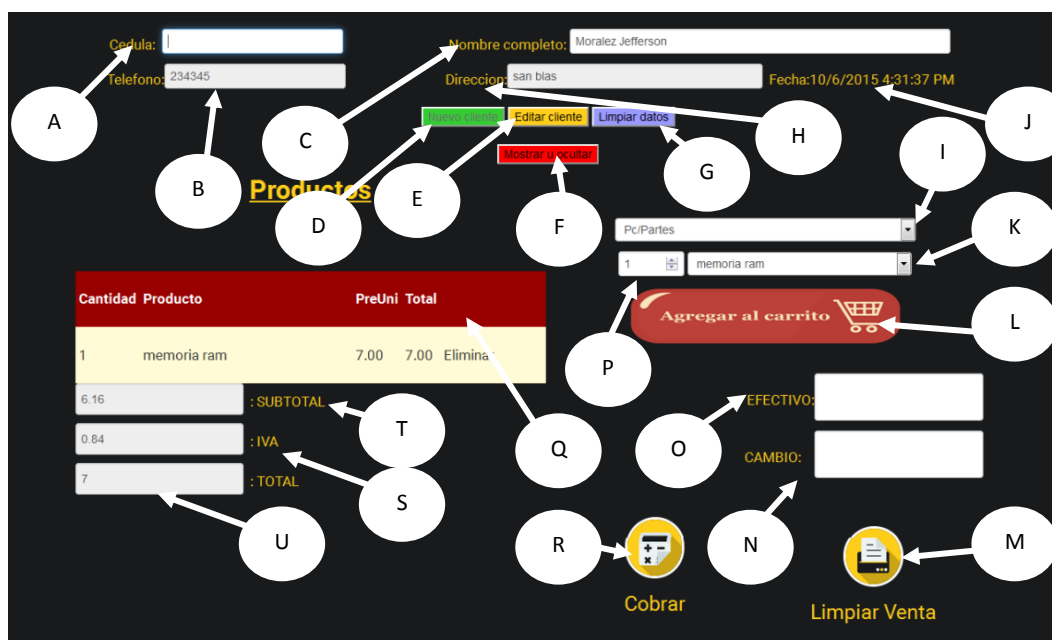 Cedula:
Nombre completo: Moralez Jefferson
Telefono: 234345
Direccion: san blas
Fecha:10/6/2015 4:31:37 PM
A
B
C
Nuevo cliente Editar cliente Limpiar datos
H
J
I
G
Mostrar u ocultar
Productos
D
E
F
K
Pc/Partes
1 memoria ram
Cantidad Producto PreUni Total
Agregar al carrito
L
1 memoria ram 7.00 7.00 Eliminar
P
6.16 : SUBTOTAL
T
Q
O
EFECTIVO:
0.84 : IVA
CAMBIO:
7 : TOTAL
S
U
R
N
M
Cobrar
Limpiar Venta